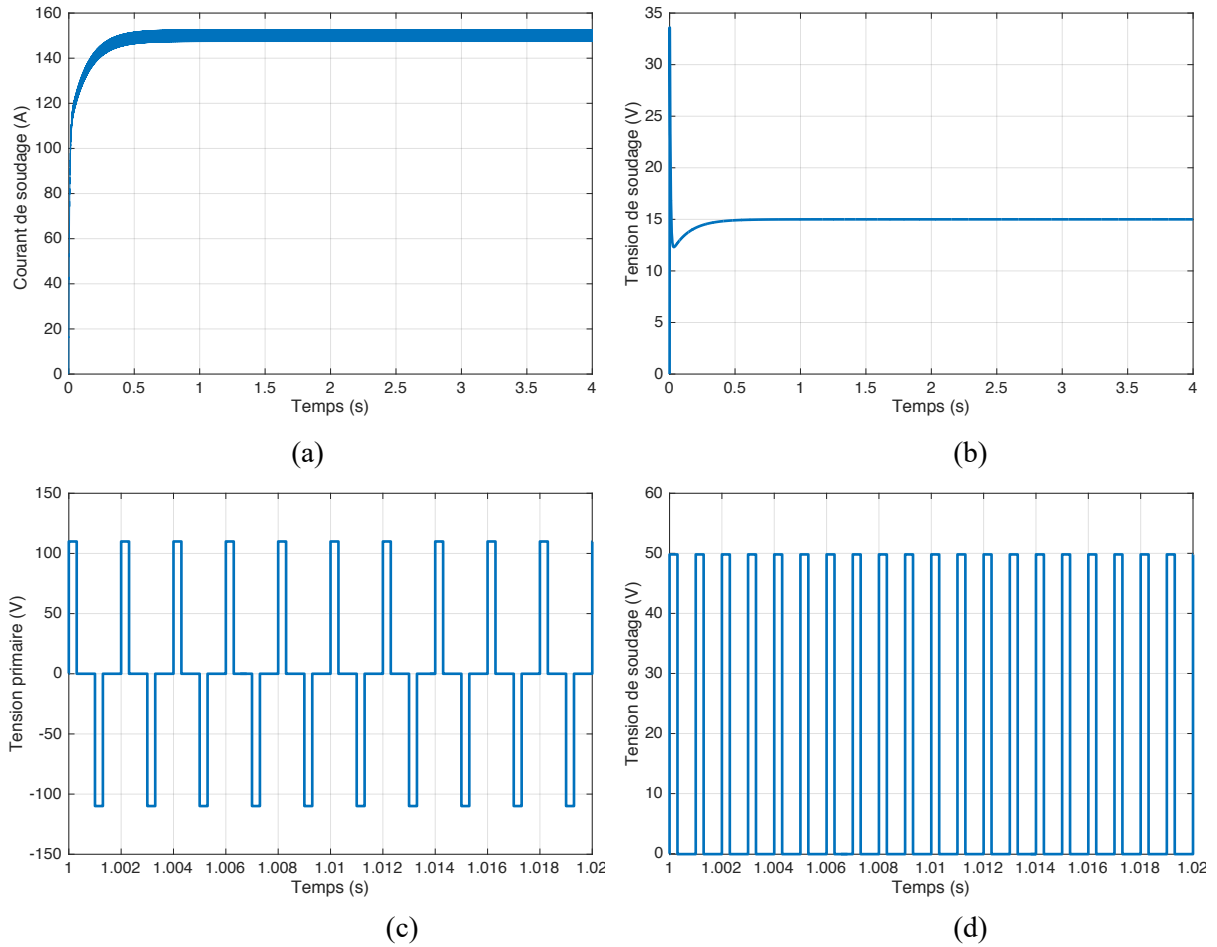 160
140
120
100
80
60
40
20
0
Courant de soudage (A)
0 0.5 1 1.5 2 2.5 3 3.5 4
Temps (s)
(a)
35
30
25
20
15
10
5
0
Tension de soudage (V)
0 0.5 1 1.5 2 2.5 3 3.5 4
Temps (s)
(b)
150
100
50
0
-50
-100
-150
Tension primaire (V)
1 1.002 1.004 1.006 1.008 1.01 1.012 1.014 1.016 1.018 1.02
Temps (s)
(c)
60
50
40
30
20
10
0
Tension de soudage (V)
1 1.002 1.004 1.006 1.008 1.01 1.012 1.014 1.016 1.018 1.02
Temps (s)
(d)